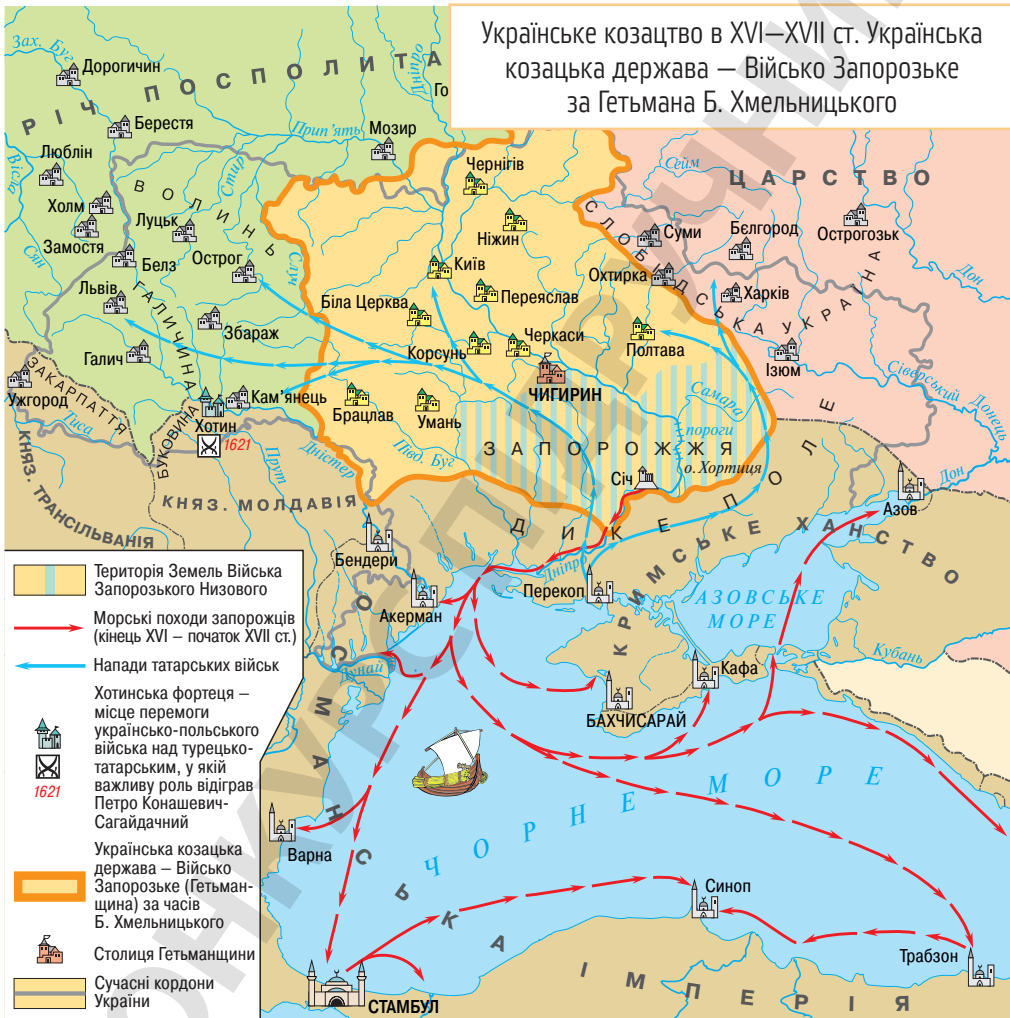 Українське козацтво в XVI—XVII ст. Українська
козацька держава — Військо Запорозьке
за Гетьмана Б. Хмельницького
Зах. Буг
Дорогичин
РІЧ ПОСПОЛИТА
Дніпро
Го
Берестя
Прип'ять
Мозир
Люблін
Вісла
Стир
ВОЛИНЬ
Чернігів
Сейм
ЦАРСТВО
Холм
Луцьк
Замостя
Ніжин
СЛОБІДСЬКА УКРАЇНА
Суми
Бєлгород
Острогозьк
Сян
Белз
Острог
Случ
Київ
Охтирка
Дон
Львів
ГАЛИЧИНА
Біла Церква
Переяслав
Харків
Збараж
Черкаси
Полтава
Галич
Корсунь
Ізюм
ЗАКАРПАТТЯ
ЧИГИРИН
Сіверський Донець
Ужгород
Кам'янець
Самара
Тиса
БУКОВИНА
Хотин
Брацлав
Умань
1621
пороги
КНЯЗ. ТРАНСІЛЬВАНІЯ
Прут
Дністер
Півд. Буг
ЗАПОРОЖЖЯ
о. Хортиця
Січ
Дон
КНЯЗ. МОЛДАВІЯ
ДИКЕ ПОЛЕ
Азов
Бендери
КРИМСЬКЕ ХАНСТВО
Дніпро
Перекоп
Акерман
АЗОВСЬКЕ
МОРЕ
Кубань
Дунай
Кафа
БАХЧИСАРАЙ
ЧОРНЕ МОРЕ
Варна
Синоп
Трабзон
СТАМБУЛ
ОСМАНСЬКА ІМПЕРІЯ
Територія Земель Війська
Запорозького Низового
Морські походи запорожців
(кінець XVI – початок XVII ст.)
Напади татарських військ
Хотинська фортеця –
місце перемоги
українсько-польського
війська над турецько-
татарським, у якій
важливу роль відіграв
Петро Конашевич-
Сагайдачний
1621
Українська козацька
держава – Військо
Запорозьке (Гетьман-
щина) за часів
Б. Хмельницького
Столиця Гетьманщини
Сучасні кордони
України